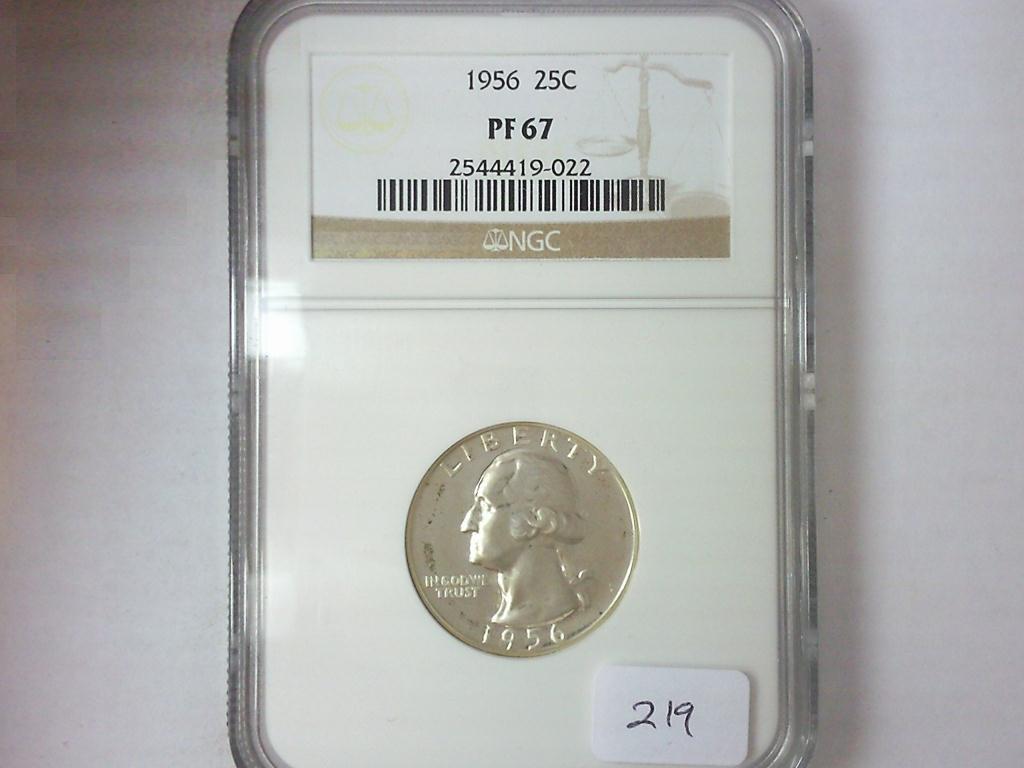 1956 25C
PF 67
2544419-022
NGC
LIBERTY
IN GOD WE
TRUST
1956
219